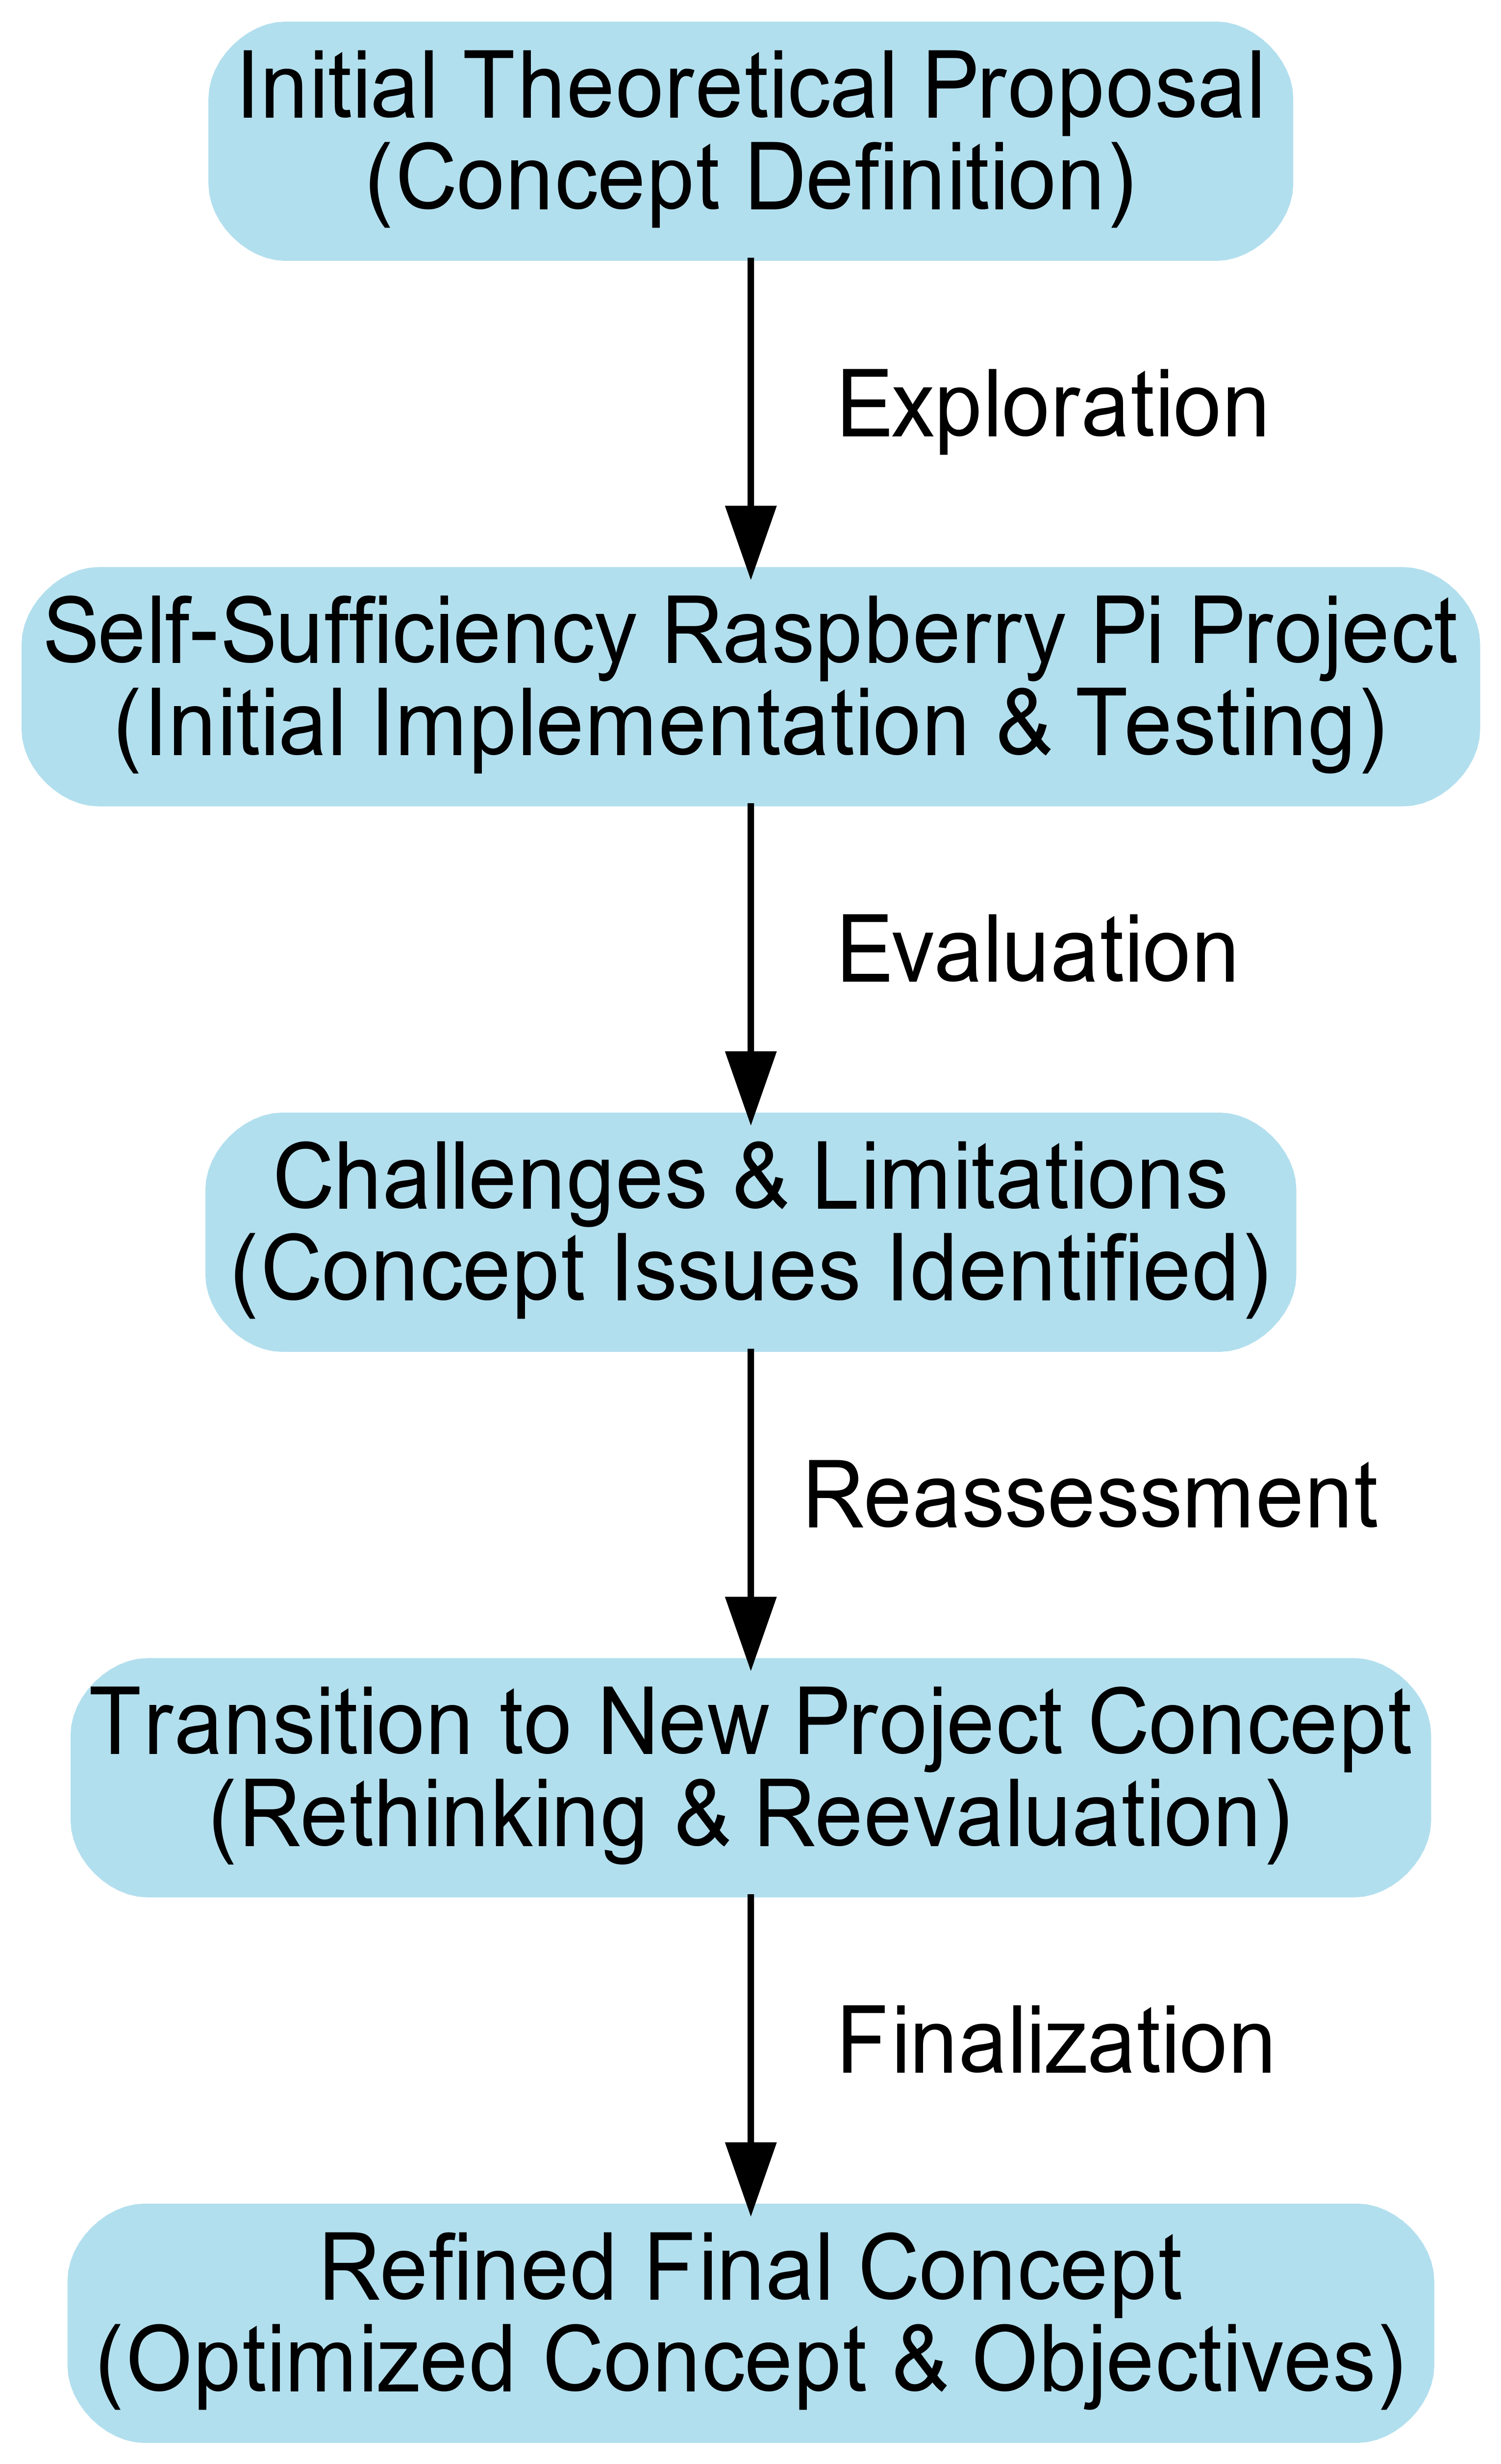 Initial Theoretical Proposal
(Concept Definition)
Exploration
Self-Sufficiency Raspberry Pi Project
(Initial Implementation & Testing)
Evaluation
Challenges & Limitations
(Concept Issues Identified)
Reassessment
Transition to New Project Concept
(Rethinking & Reevaluation)
Finalization
Refined Final Concept
(Optimized Concept & Objectives)